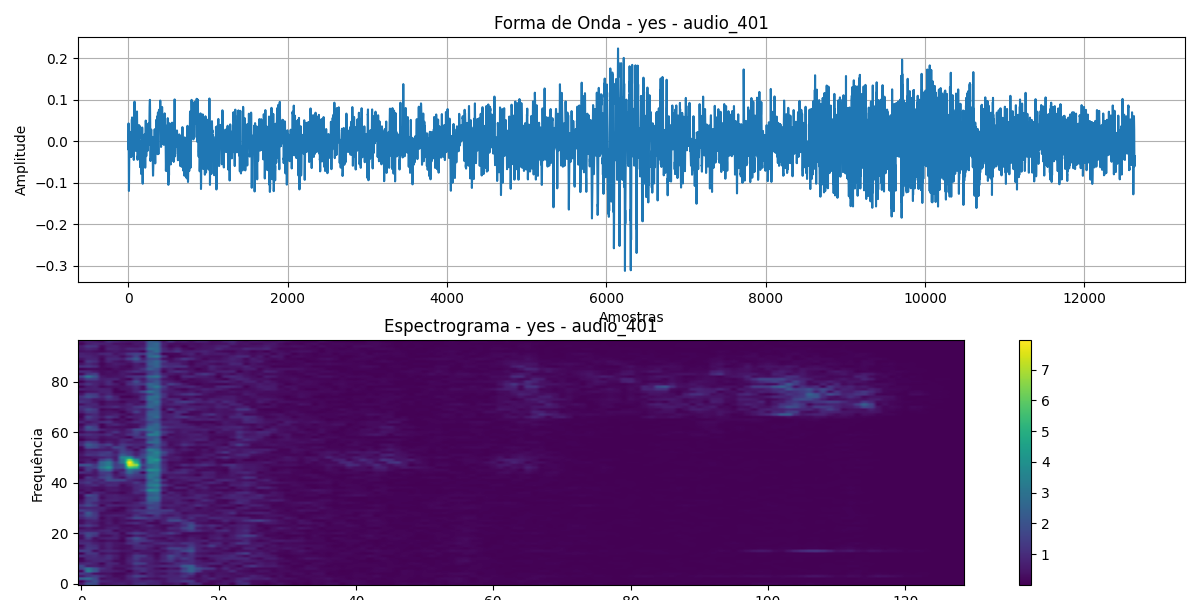 Forma de Onda - yes - audio_401
Amplitude
0.2
0.1
0.0
−0.1
−0.2
−0.3
0 2000 4000 6000 8000 10000 12000
Amostras
Espectrograma - yes - audio_401
Frequência
80
60
40
20
0
0 20 40 60 80 100 120
7
6
5
4
3
2
1